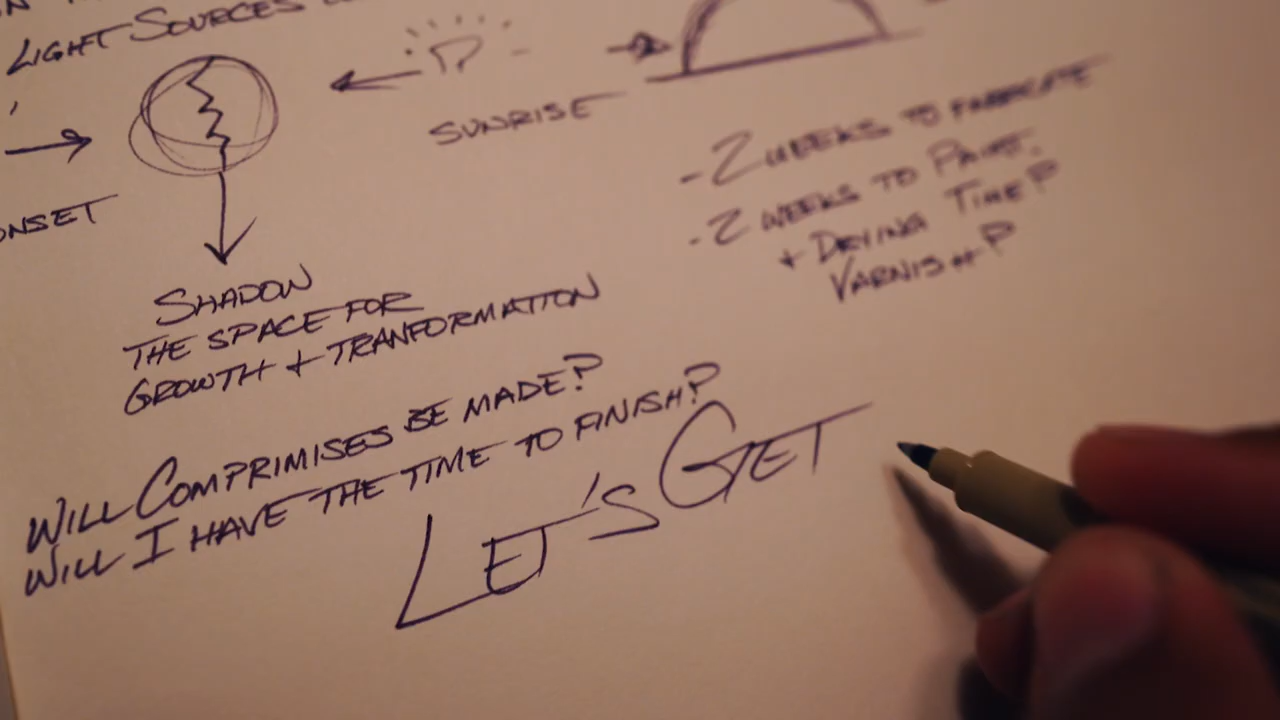 LIGHT SOURCES
SUNRISE
- 2 WEEKS TO FABRICATE
- 2 WEEKS TO PAINT.
+ DRYING TIME?
VARNISH?
SHADOW
THE SPACE FOR
GROWTH + TRANFORMATION
WILL COMPRIMISES BE MADE?
WILL I HAVE THE TIME TO FINISH?
LET'S GET